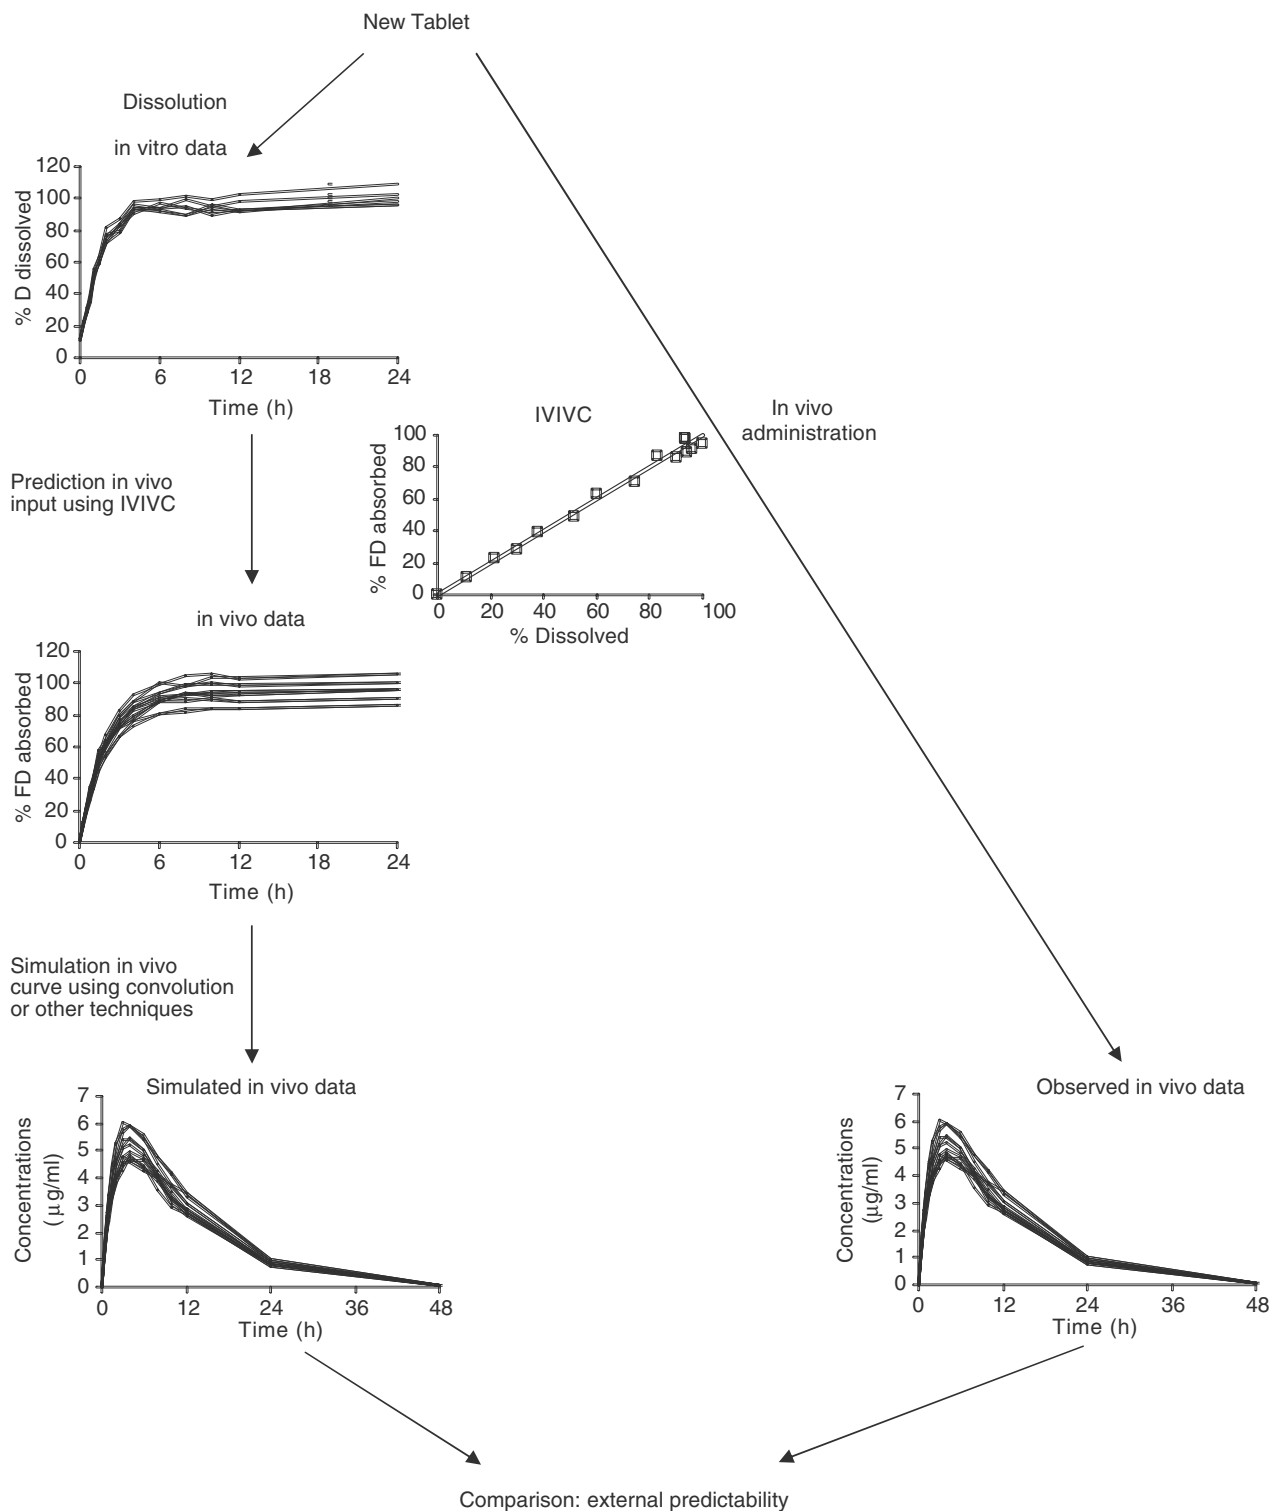 New Tablet
Dissolution
in vitro data
120
100
80
60
40
20
0
% D dissolved
0 6 12 18 24
Time (h)
IVIVC
100
80
60
40
20
0
% FD absorbed
0 20 40 60 80 100
% Dissolved
In vivo
administration
Prediction in vivo
input using IVIVC
in vivo data
120
100
80
60
40
20
0
% FD absorbed
0 6 12 18 24
Time (h)
Simulation in vivo
curve using convolution
or other techniques
Simulated in vivo data
7
6
5
4
3
2
1
0
Concentrations
(µg/ml)
0 12 24 36 48
Time (h)
Observed in vivo data
7
6
5
4
3
2
1
0
Concentrations
(µg/ml)
0 12 24 36 48
Time (h)
Comparison: external predictability